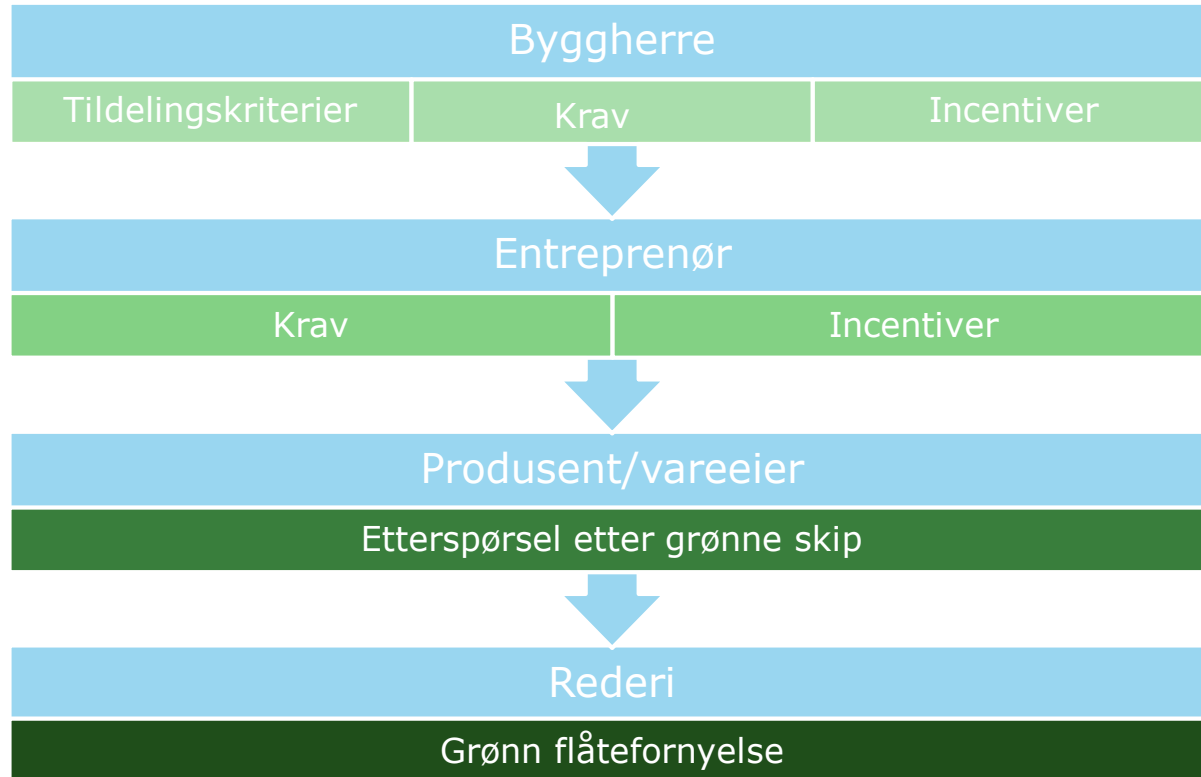 Byggherre
Tildelingskriterier
Krav
Incentiver
Entreprenør
Krav
Incentiver
Produsent/vareeier
Etterspørsel etter grønne skip
Rederi
Grønn flåtefornyelse